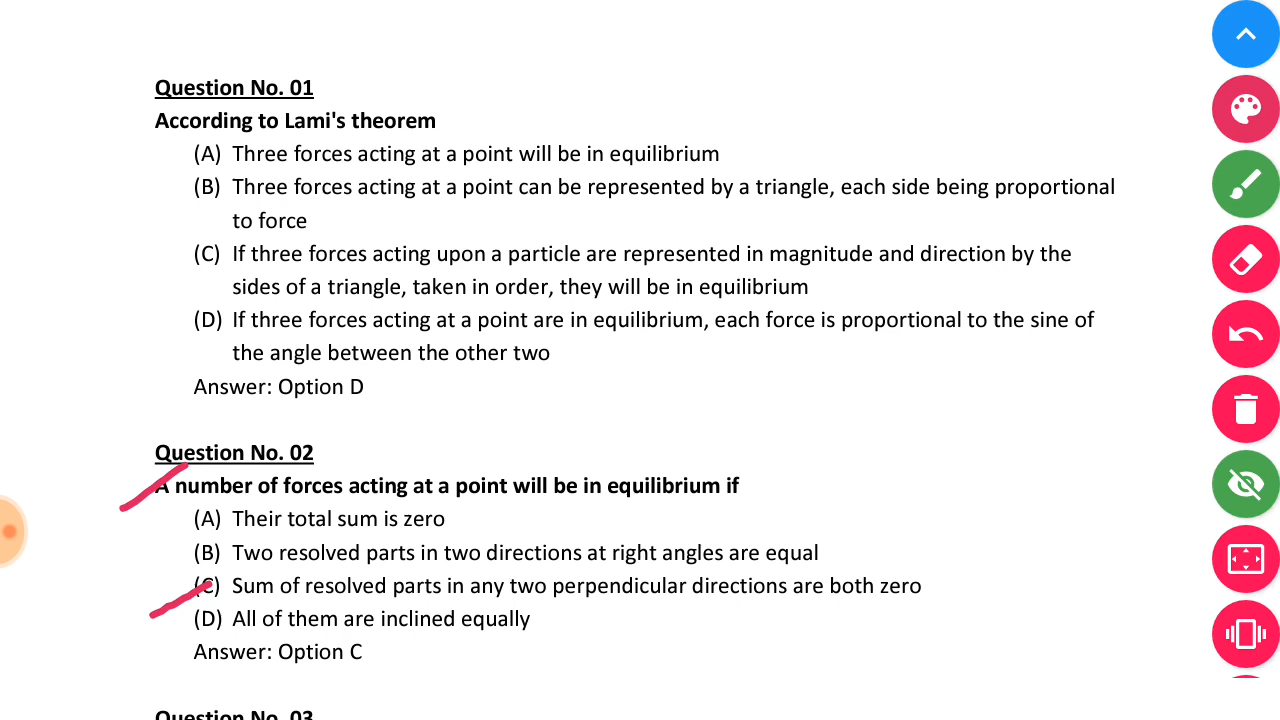 Question No. 01
According to Lami's theorem
(A) Three forces acting at a point will be in equilibrium
(B) Three forces acting at a point can be represented by a triangle, each side being proportional
to force
(C) If three forces acting upon a particle are represented in magnitude and direction by the
sides of a triangle, taken in order, they will be in equilibrium
(D) If three forces acting at a point are in equilibrium, each force is proportional to the sine of
the angle between the other two
Answer: Option D
Question No. 02
A number of forces acting at a point will be in equilibrium if
(A) Their total sum is zero
(B) Two resolved parts in two directions at right angles are equal
(C) Sum of resolved parts in any two perpendicular directions are both zero
(D) All of them are inclined equally
Answer: Option C
Question No. 03